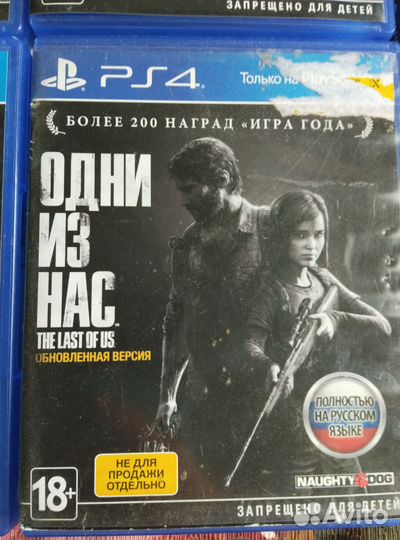 ЗАПРЕЩЕНО ДЛЯ ДЕТЕЙ
PS4
Только на
БОЛЕЕ 200 НАГРАД «ИГРА ГОДА»
ОДНИ
ИЗ
НАС
THE LAST OF US
ОБНОВЛЕННАЯ ВЕРСИЯ
ПОЛНОСТЬЮ
НА РУССКОМ
ЯЗЫКЕ
НЕ ДЛЯ
ПРОДАЖИ
ОТДЕЛЬНО
18+
NAUGHTY DOG
ЗАПРЕЩЕНО ДЛЯ ДЕТЕЙ
Avito